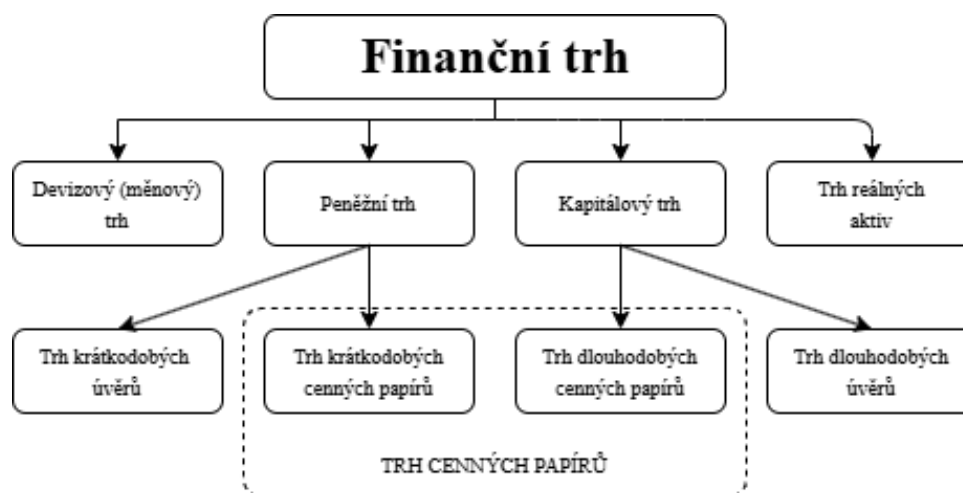 Finanční trh
Devizový (měnový)
trh
Peněžní trh
Kapitálový trh
Trh reálných
aktiv
Trh krátkodobých
úvěrů
Trh krátkodobých
cenných papírů
Trh dlouhodobých
cenných papírů
Trh dlouhodobých
úvěrů
TRH CENNÝCH PAPÍRŮ